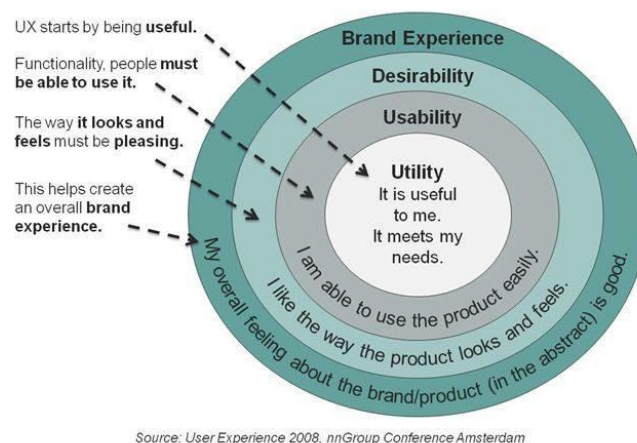 UX starts by being useful.
Functionality, people must
be able to use it.
The way it looks and
feels must be pleasing.
This helps create
an overall brand
experience.
Brand Experience
Desirability
Usability
Utility
It is useful
to me.
It meets my
needs.
I am able to use the product easily.
I like the way the product looks and feels.
My overall feeling about the brand/product (in the abstract) is good.
Source: User Experience 2008, nnGroup Conference Amsterdam